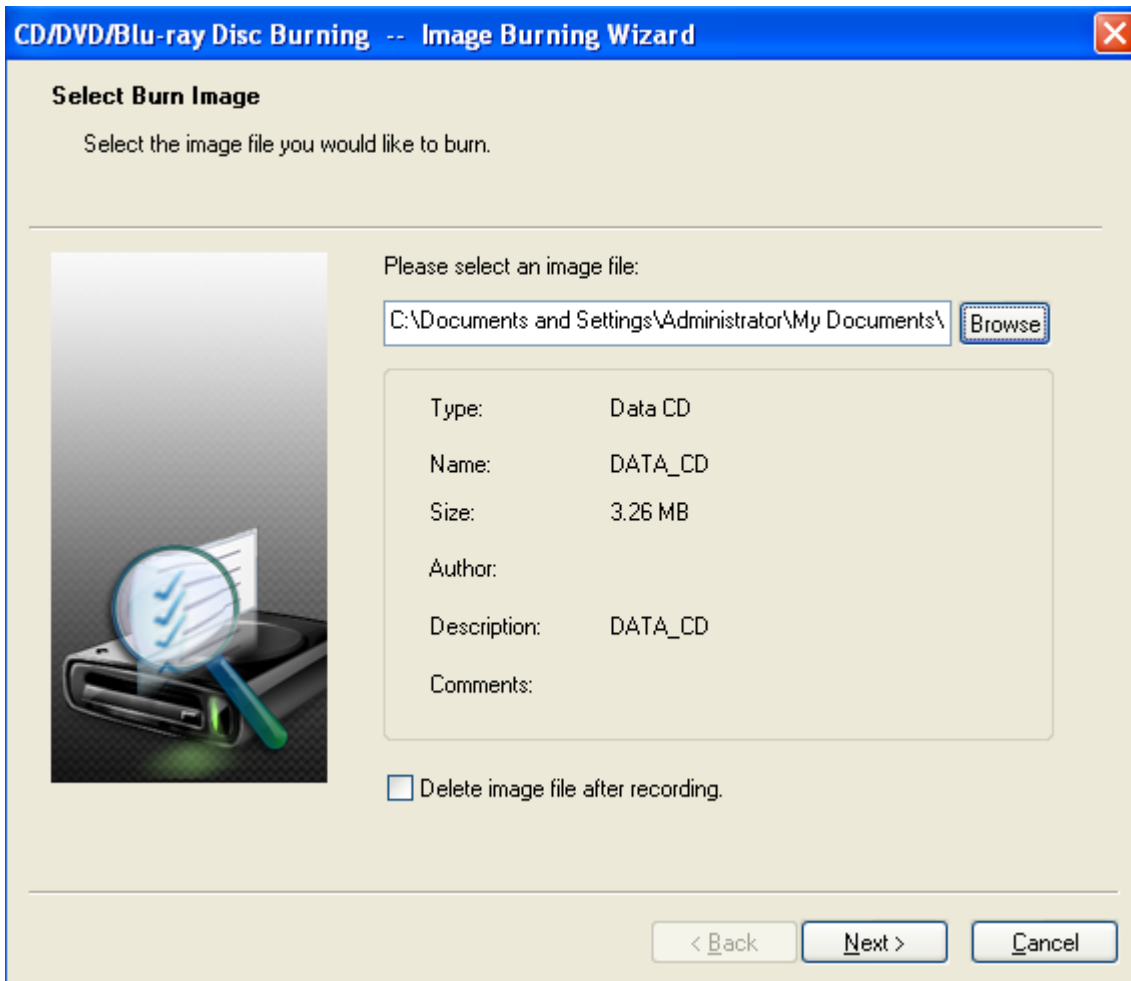 CD/DVD/Blu-ray Disc Burning -- Image Burning Wizard
Select Burn Image
Select the image file you would like to burn.
Please select an image file:
C:\Documents and Settings\Administrator\My Documents\ Browse
Type: Data CD
Name: DATA_CD
Size: 3.26 MB
Author:
Description: DATA_CD
Comments:
Delete image file after recording.
< Back Next > Cancel